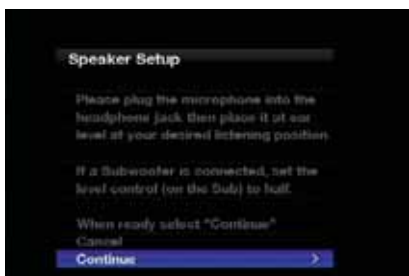 Speaker Setup
Please plug the microphone into the
headphone jack then place it at ear
level at your desired listening position
If a Subwoofer is connected, set the
level control (on the Sub) to half.
When ready select "Continue"
Cancel
Continue >